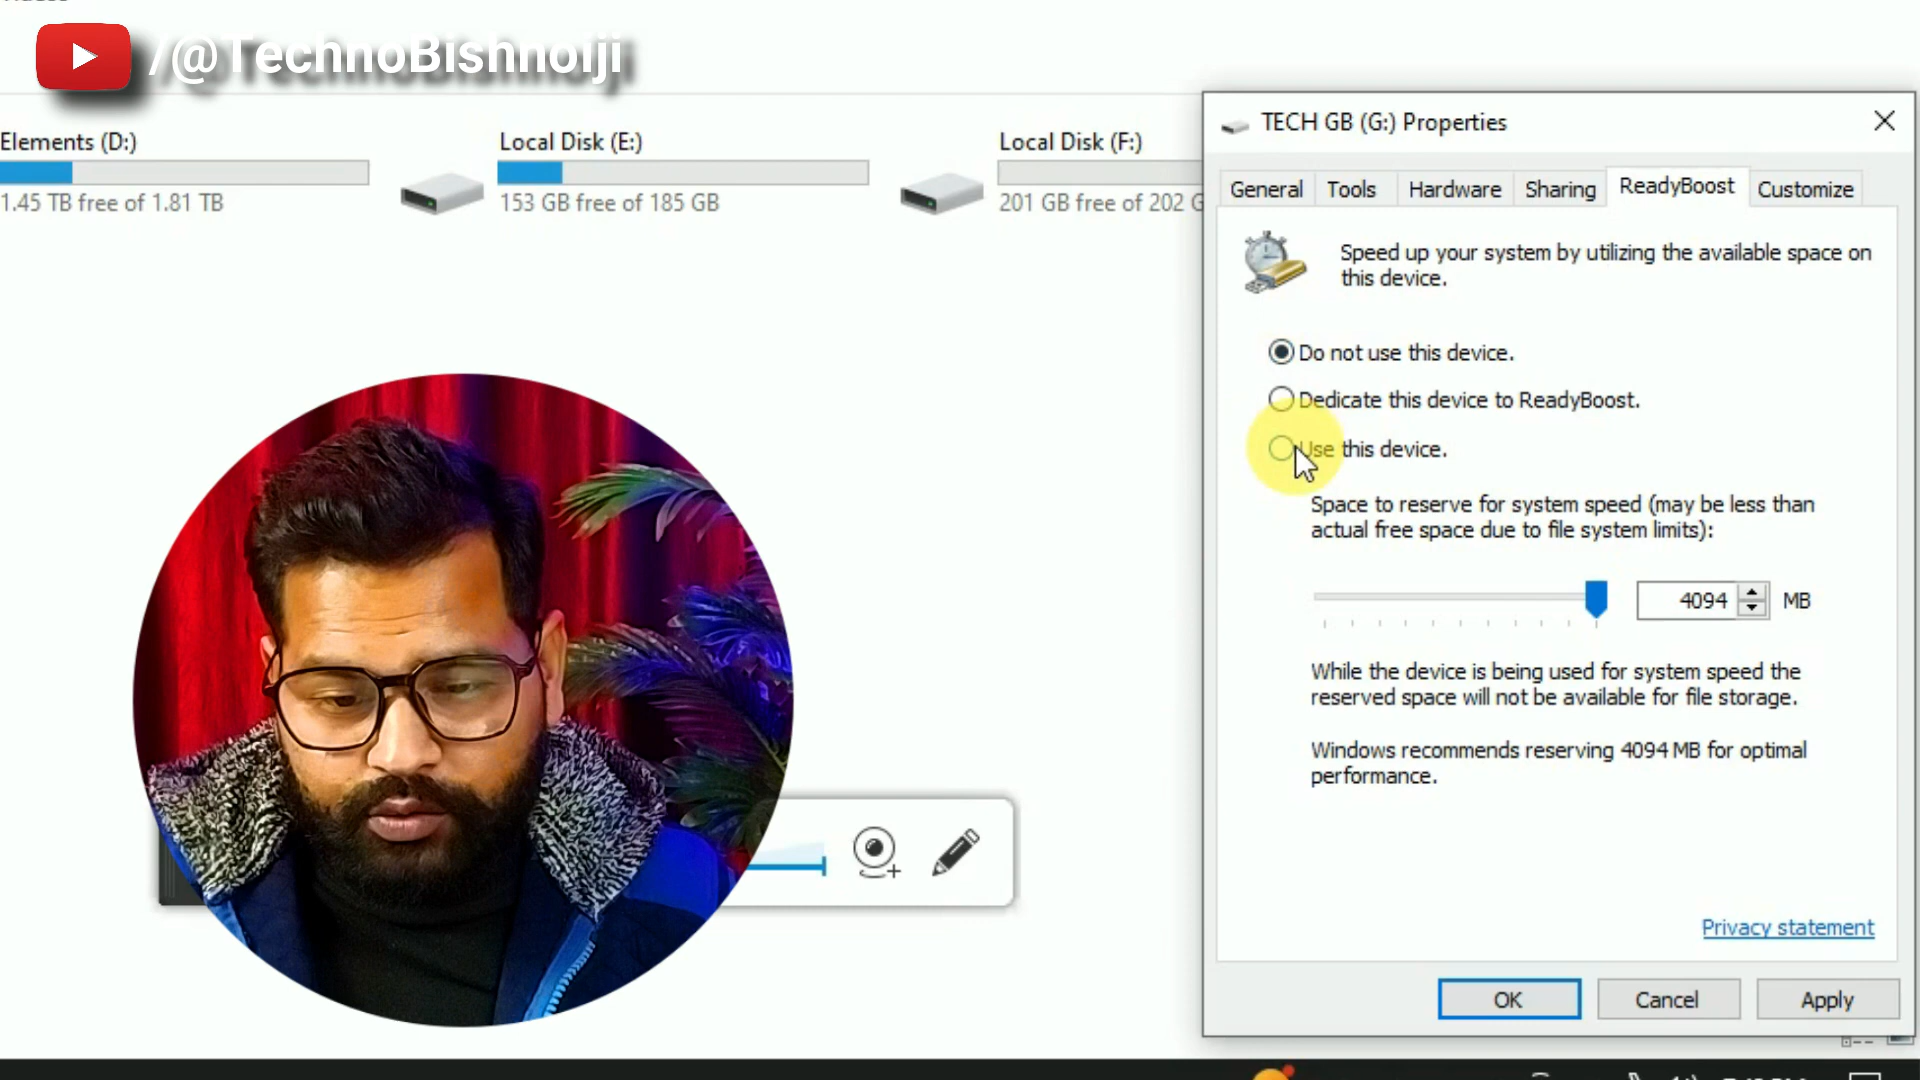 /@TechnoBishnoiji
Elements (D:)
1.45 TB free of 1.81 TB
Local Disk (E:)
153 GB free of 185 GB
Local Disk (F:)
201 GB free of 202 G
TECH GB (G:) Properties
General
Tools
Hardware
Sharing
ReadyBoost
Customize
Speed up your system by utilizing the available space on
this device.
Do not use this device.
Dedicate this device to ReadyBoost.
Use this device.
Space to reserve for system speed (may be less than
actual free space due to file system limits):
4094
MB
While the device is being used for system speed the
reserved space will not be available for file storage.
Windows recommends reserving 4094 MB for optimal
performance.
Privacy statement
OK
Cancel
Apply